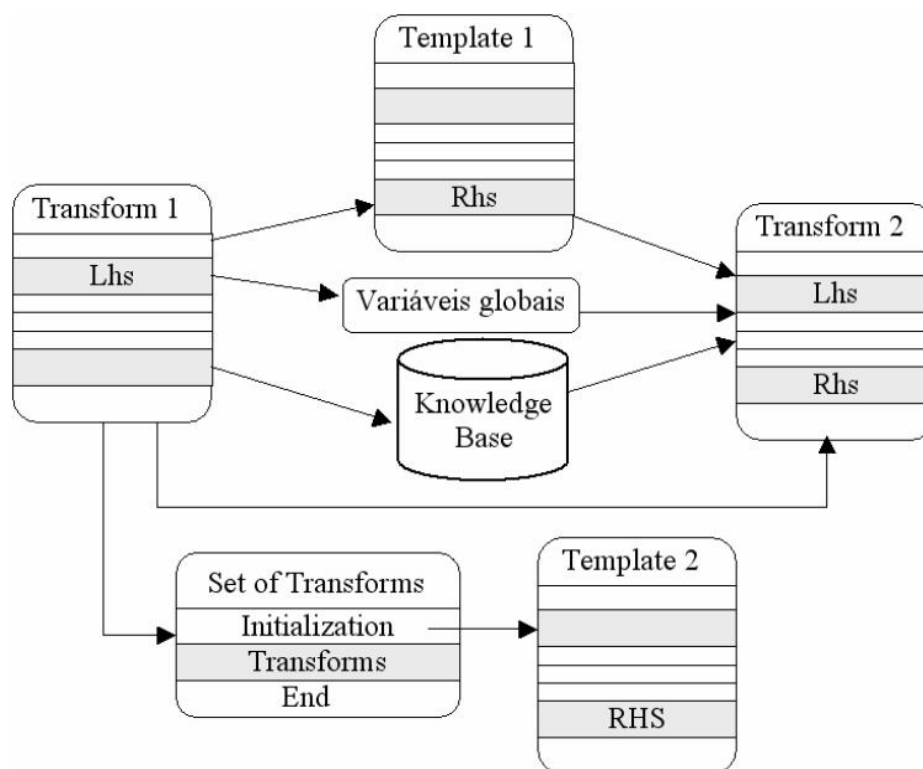 Template 1
Rhs
Transform 1
Lhs
Variáveis globais
Knowledge
Base
Transform 2
Lhs
Rhs
Set of Transforms
Initialization
Transforms
End
Template 2
RHS